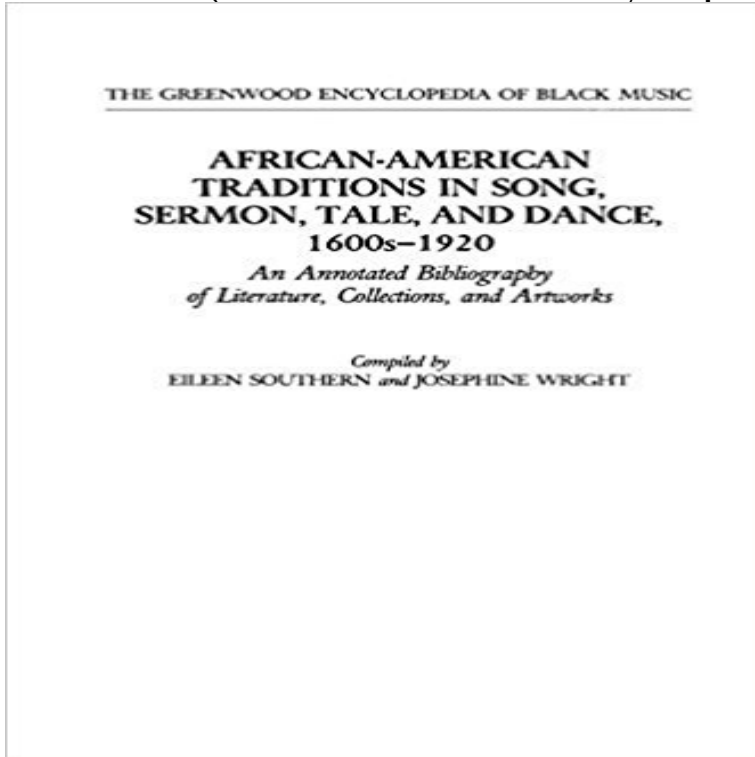 THE GREENWOOD ENCYCLOPEDIA OF BLACK MUSIC
AFRICAN-AMERICAN
TRADITIONS IN SONG,
SERMON, TALE, AND DANCE,
1600s–1920
An Annotated Bibliography
of Literature, Collections, and Artworks
Compiled by
EILEEN SOUTHERN and JOSEPHINE WRIGHT